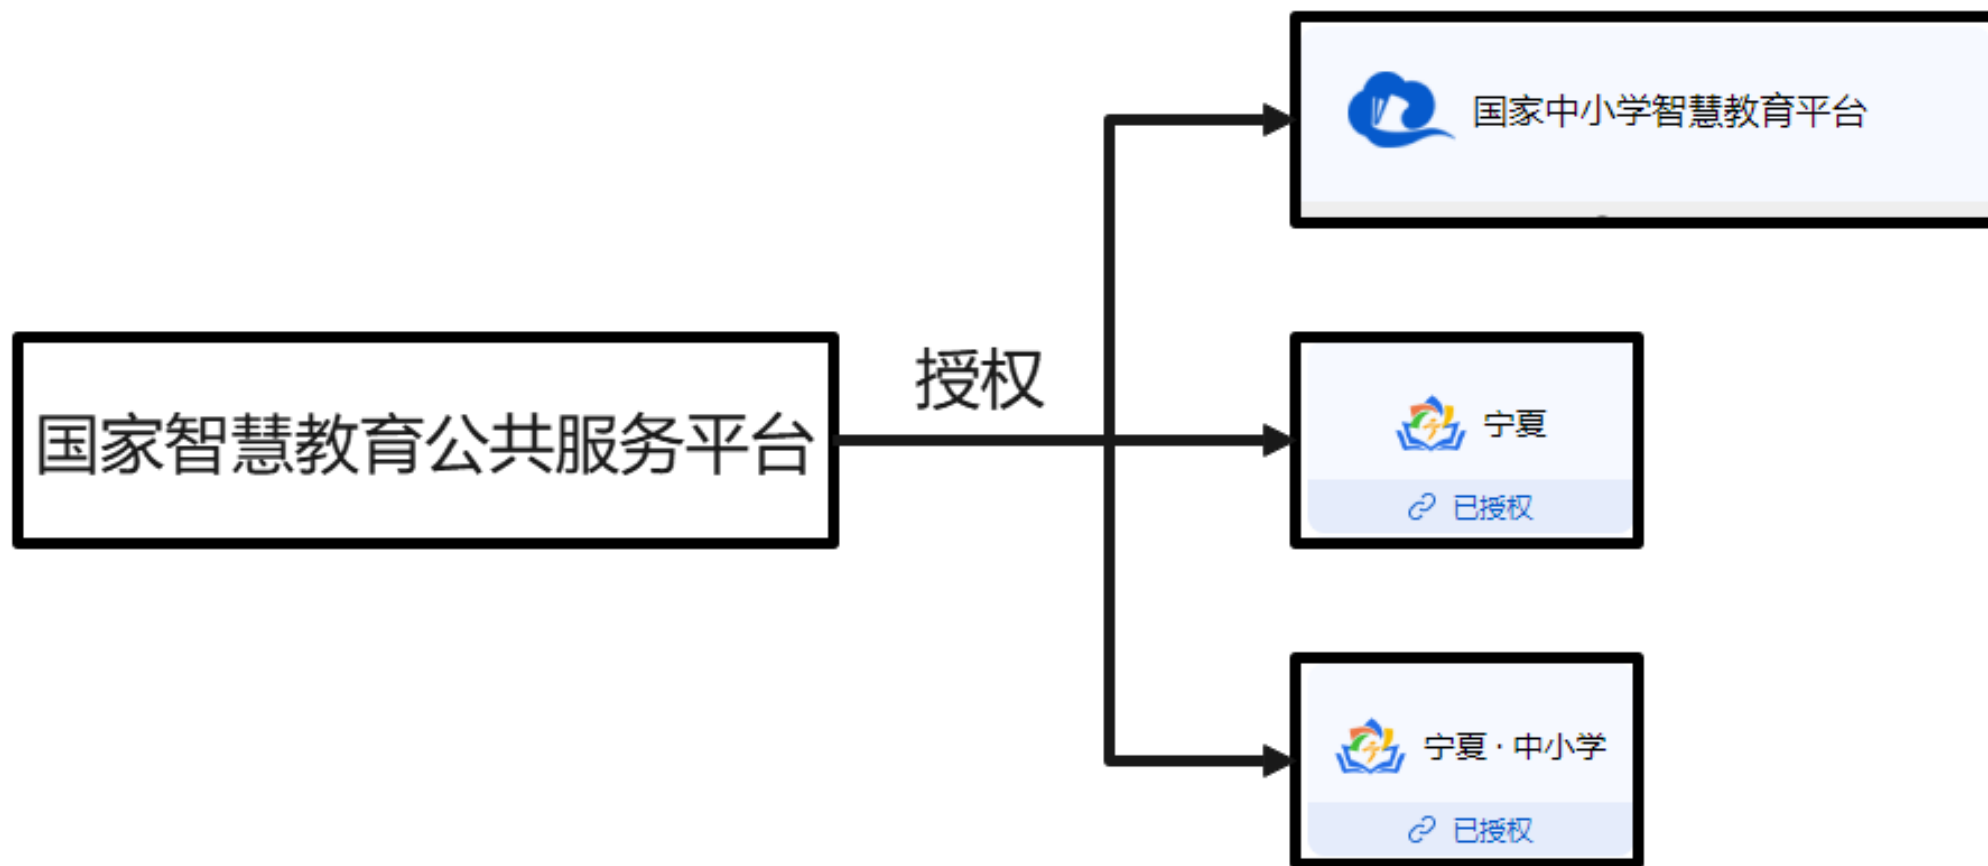 国家中小学智慧教育平台
国家智慧教育公共服务平台
授权
宁夏
已授权
宁夏·中小学
已授权